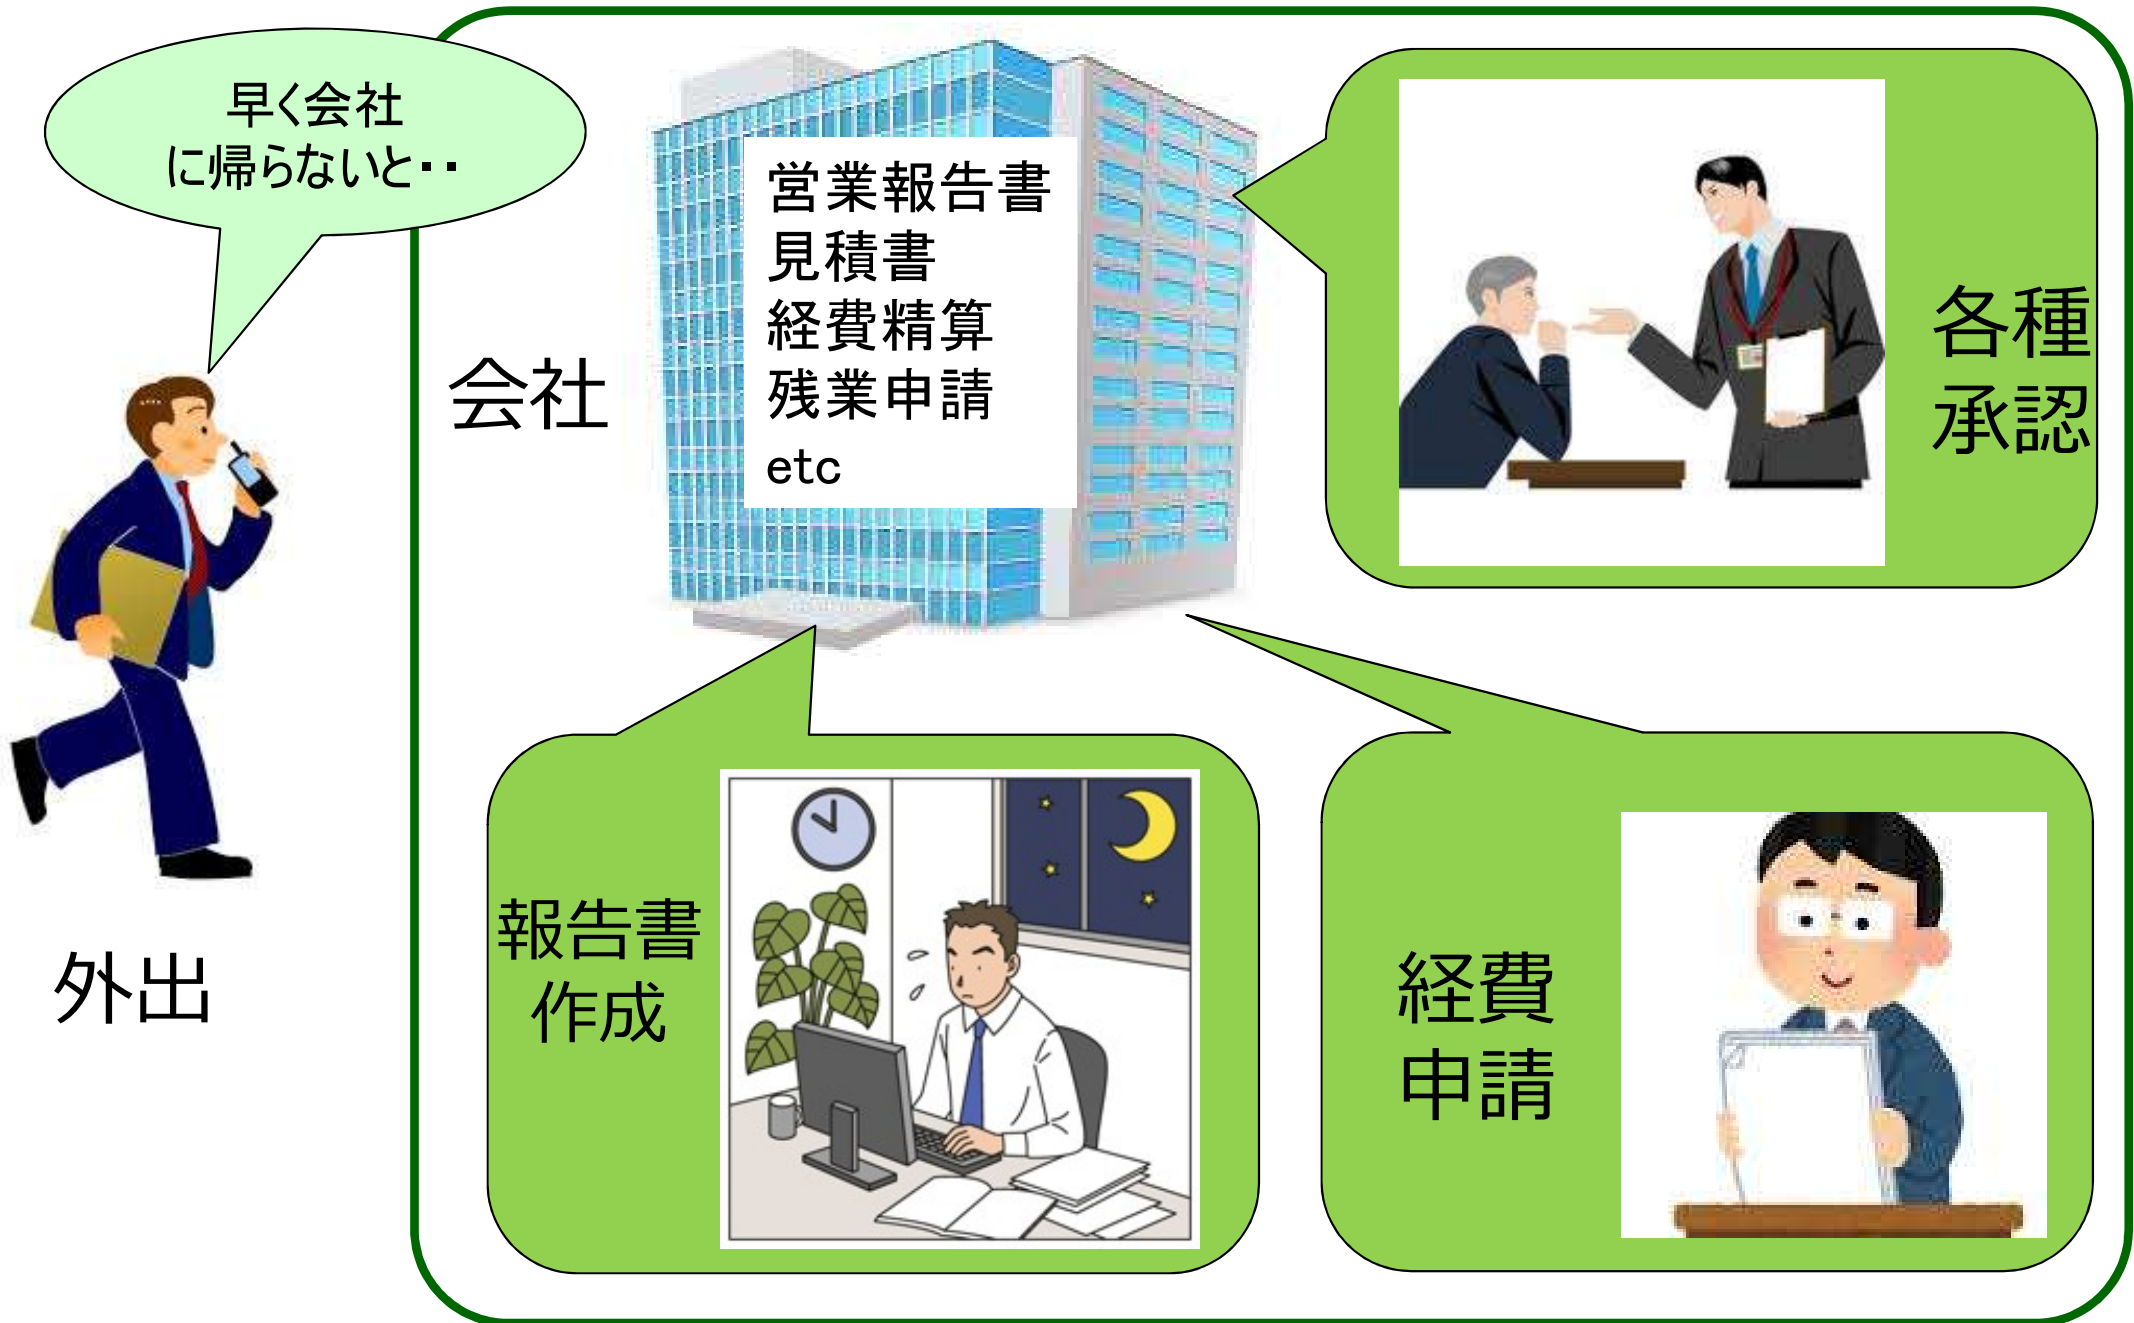 早く会社
に帰らないと・・
会社
営業報告書
見積書
経費精算
残業申請
etc
各種
承認
外出
報告書
作成
経費
申請